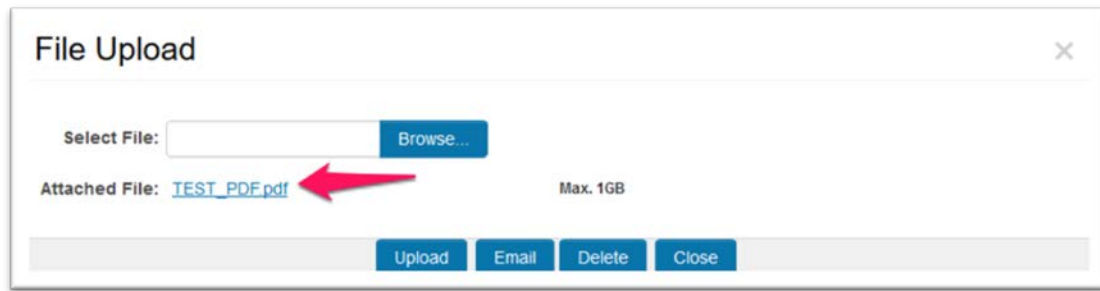 File Upload
Select File: Browse...
Attached File: TEST_PDF.pdf Max. 1GB
Upload Email Delete Close